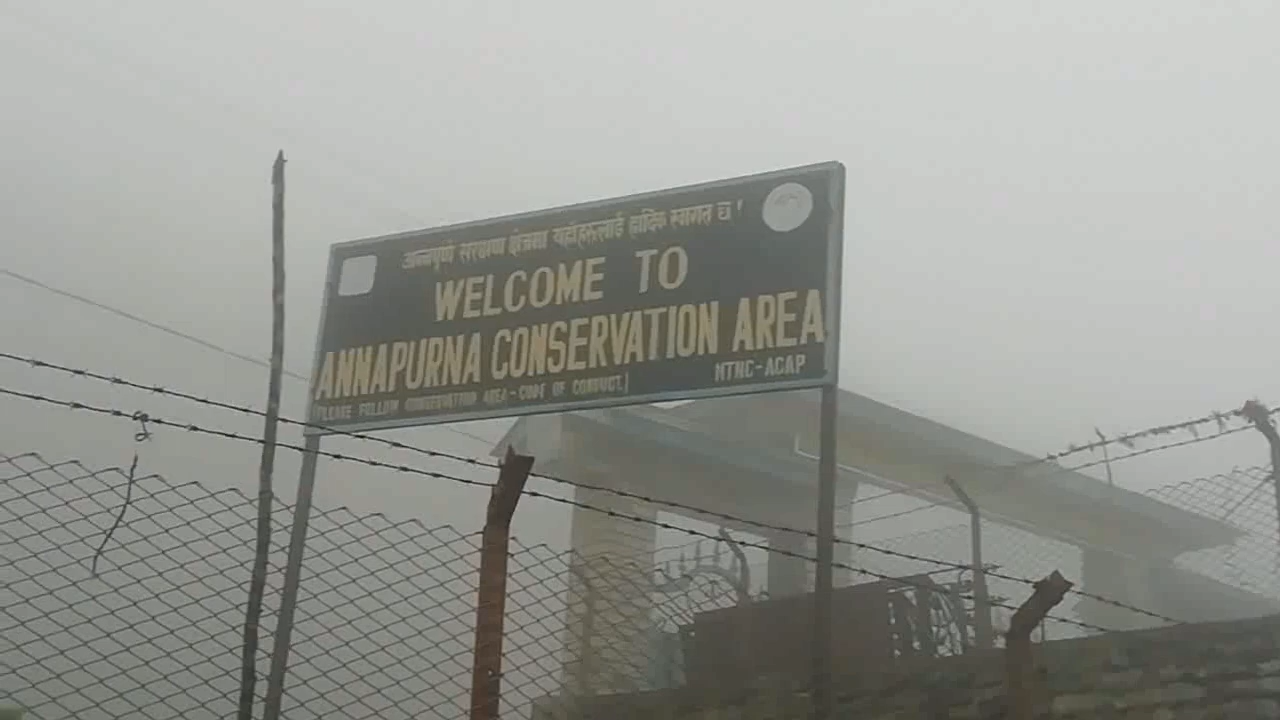 अन्नपूर्ण संरक्षण क्षेत्रमा यहाँहरुलाई हार्दिक स्वागत छ '
WELCOME TO
ANNAPURNA CONSERVATION AREA
PLEASE FOLLOW CONSERVATION AREA - CODE OF CONDUCT.
NTNC-ACAP